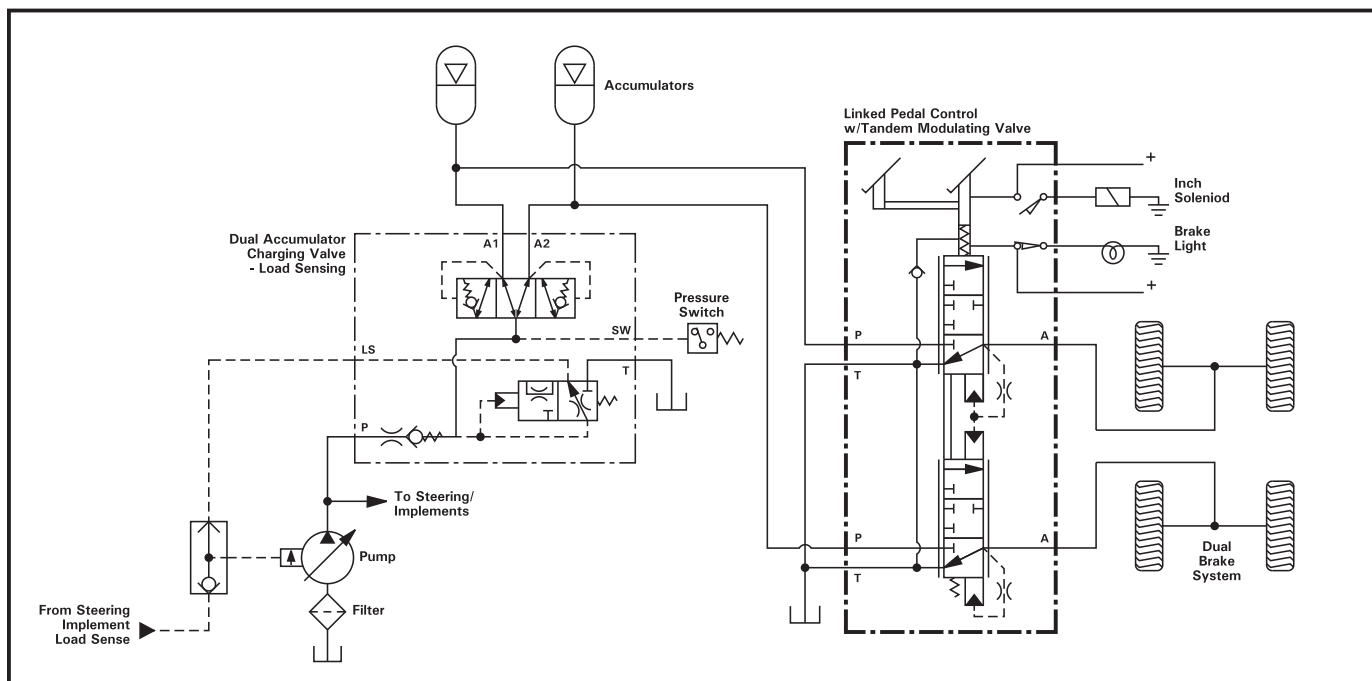 Accumulators
Linked Pedal Control
w/Tandem Modulating Valve
+
Inch
Soleniod
Brake
Light
+
Dual Accumulator
Charging Valve
- Load Sensing
A1
A2
Pressure
Switch
SW
LS
T
P
P
T
A
To Steering/
Implements
Pump
Filter
From Steering
Implement
Load Sense
P
T
A
Dual
Brake
System